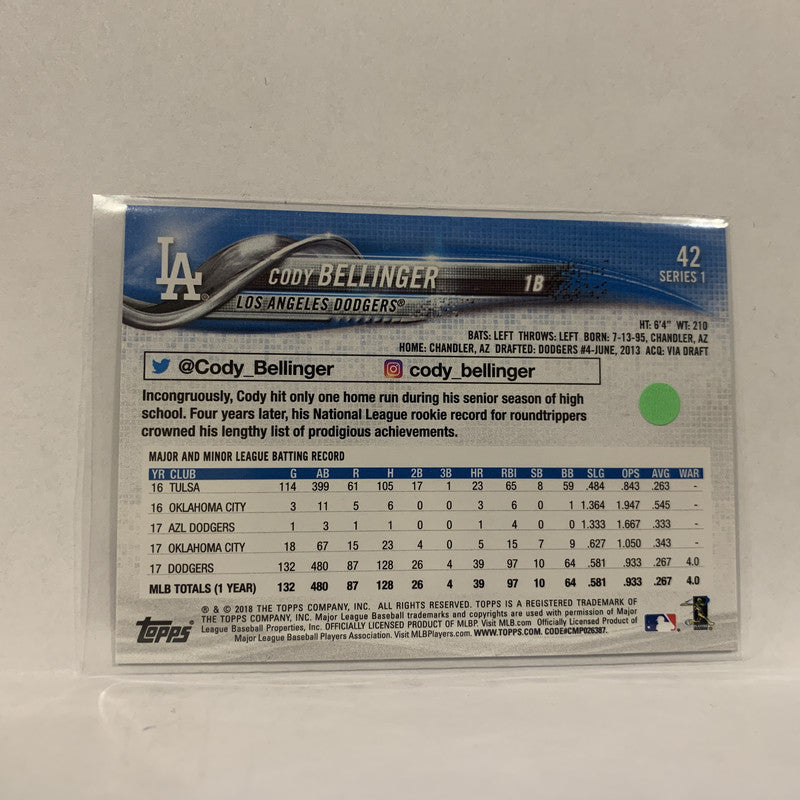 LA
CODY BELLINGER
1B
42
SERIES 1
LOS ANGELES DODGERS®
HT: 6'4" WT: 210
BATS: LEFT THROWS: LEFT BORN: 7-13-95, CHANDLER, AZ
HOME: CHANDLER, AZ DRAFTED: DODGERS #4-JUNE, 2013 ACQ: VIA DRAFT
@Cody_Bellinger cody_bellinger
Incongruously, Cody hit only one home run during his senior season of high
school. Four years later, his National League rookie record for roundtrippers
crowned his lengthy list of prodigious achievements.
MAJOR AND MINOR LEAGUE BATTING RECORD
YR CLUB G AB R H 2B 3B HR RBI SB BB SLG OPS AVG WAR
16 TULSA 114 399 61 105 17 1 23 65 8 59 .484 .843 .263 -
16 OKLAHOMA CITY 3 11 5 6 0 0 3 6 0 1 1.364 1.947 .545 -
17 AZL DODGERS 1 3 1 1 0 0 1 4 0 0 1.333 1.667 .333 -
17 OKLAHOMA CITY 18 67 15 23 4 0 5 15 7 9 .627 1.050 .343 -
17 DODGERS 132 480 87 128 26 4 39 97 10 64 .581 .933 .267 4.0
MLB TOTALS (1 YEAR) 132 480 87 128 26 4 39 97 10 64 .581 .933 .267 4.0
topps
® & © 2018 THE TOPPS COMPANY, INC. ALL RIGHTS RESERVED. TOPPS IS A REGISTERED TRADEMARK OF
THE TOPPS COMPANY, INC. Major League Baseball trademarks and copyrights are used with permission of Major
League Baseball Properties, Inc. OFFICIALLY LICENSED PRODUCT OF MLBP. Visit MLB.com Officially Licensed Product of
Major League Baseball Players Association. Visit MLBPlayers.com. WWW.TOPPS.COM. CODE#CMP026387.